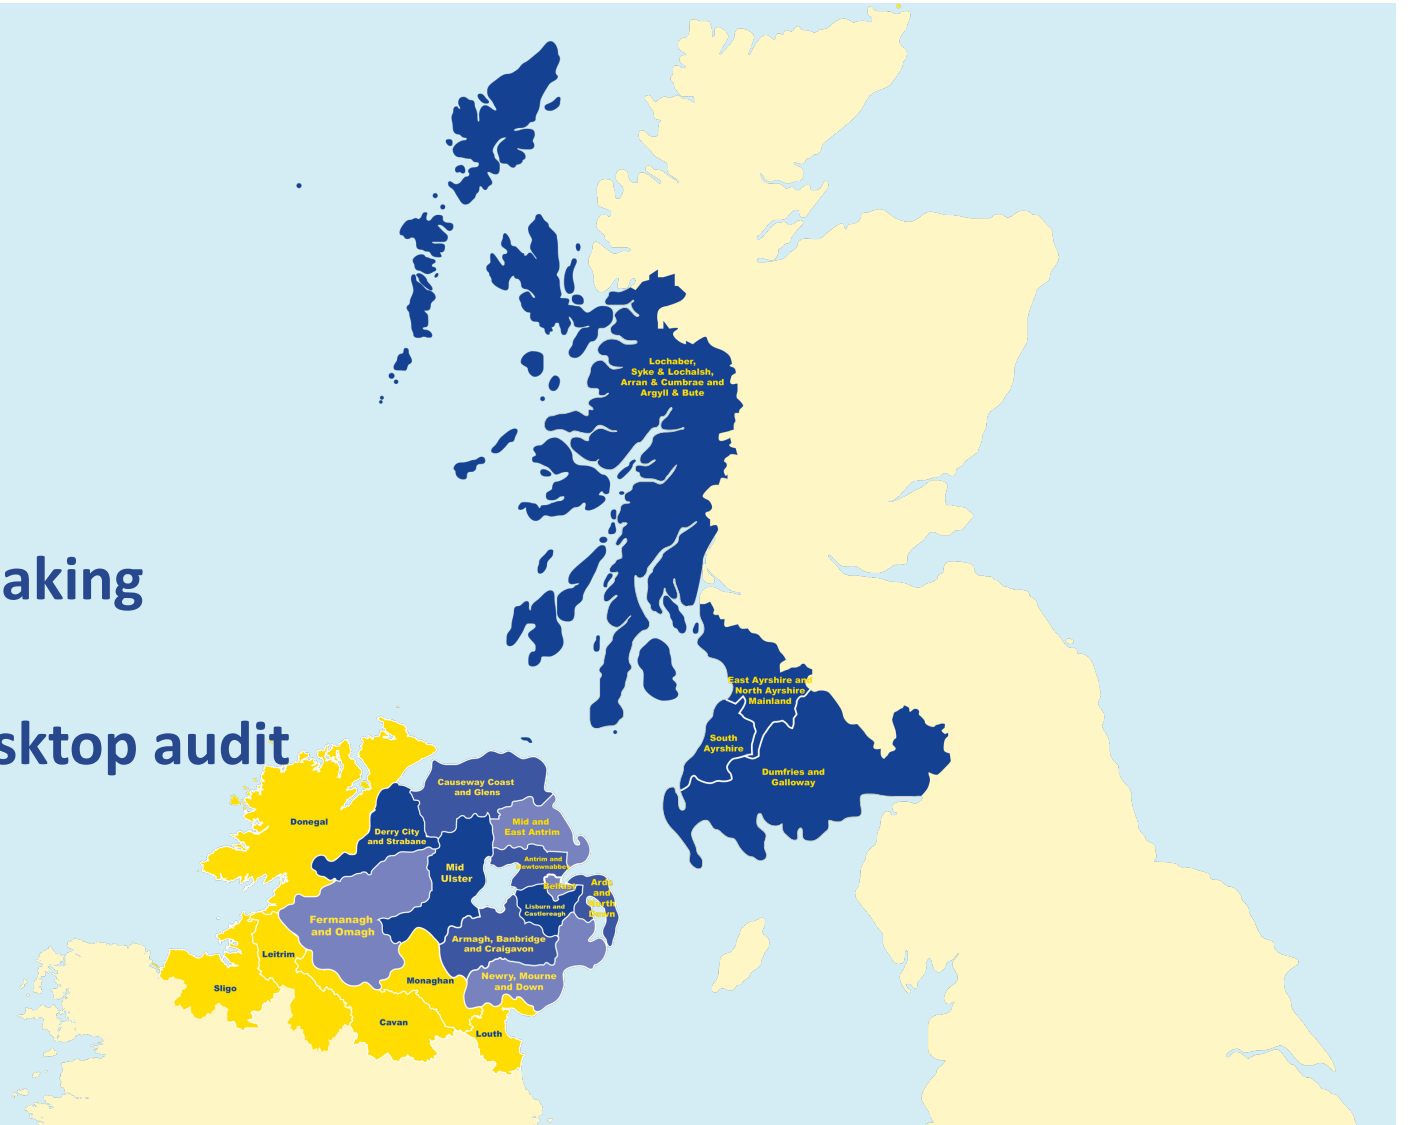 Lochaber,
Syke & Lochalsh,
Arran & Cumbrae and
Argyll & Bute
aking
East Ayrshire and
North Ayrshire
Mainland
South
Ayrshire
Dumfries and
Galloway
sktop audit
Causeway Coast
and Glens
Donegal
Derry City
and Strabane
Mid and
East Antrim
Mid
Ulster
Antrim and
Newtownabbey
Belfast
Ards
and
North
Down
Lisburn and
Castlereagh
Fermanagh
and Omagh
Armagh, Banbridge
and Craigavon
Leitrim
Monaghan
Newry, Mourne
and Down
Sligo
Cavan
Louth